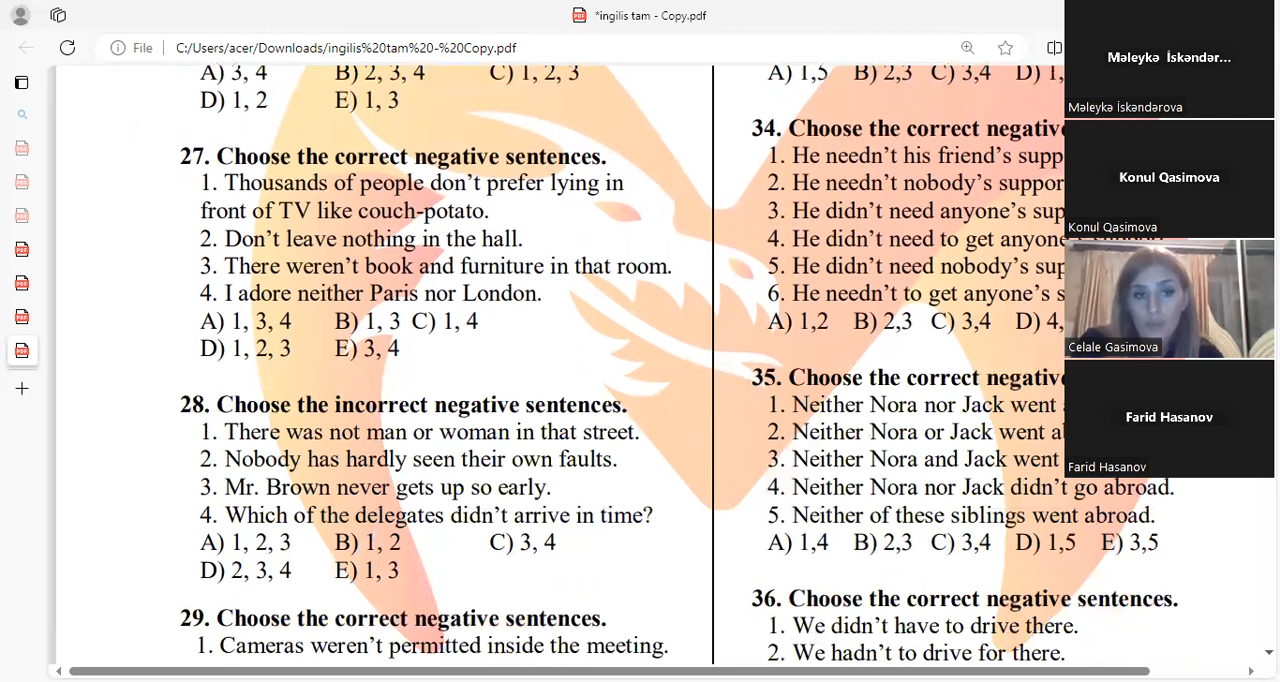 *ingilis tam - Copy.pdf
File
C:/Users/acer/Downloads/ingilis%20tam%20-%20Copy.pdf
A) 3, 4 B) 2, 3, 4 C) 1, 2, 3
D) 1, 2 E) 1, 3
27. Choose the correct negative sentences.
1. Thousands of people don't prefer lying in
front of TV like couch-potato.
2. Don't leave nothing in the hall.
3. There weren't book and furniture in that room.
4. I adore neither Paris nor London.
A) 1, 3, 4 B) 1, 3 C) 1, 4
D) 1, 2, 3 E) 3, 4
28. Choose the incorrect negative sentences.
1. There was not man or woman in that street.
2. Nobody has hardly seen their own faults.
3. Mr. Brown never gets up so early.
4. Which of the delegates didn't arrive in time?
A) 1, 2, 3 B) 1, 2 C) 3, 4
D) 2, 3, 4 E) 1, 3
29. Choose the correct negative sentences.
1. Cameras weren't permitted inside the meeting.
A) 1,5 B) 2,3 C) 3,4 D) 1,
34. Choose the correct negative
1. He needn't his friend's supp
2. He needn't nobody's suppor
3. He didn't need anyone's sup
4. He didn't need to get anyone
5. He didn't need nobody's sup
6. He needn't to get anyone's s
A) 1,2 B) 2,3 C) 3,4 D) 4,
35. Choose the correct negative
1. Neither Nora nor Jack went
2. Neither Nora or Jack went a
3. Neither Nora and Jack went
4. Neither Nora nor Jack didn't go abroad.
5. Neither of these siblings went abroad.
A) 1,4 B) 2,3 C) 3,4 D) 1,5 E) 3,5
36. Choose the correct negative sentences.
1. We didn't have to drive there.
2. We hadn't to drive for there.
Məleykə İskəndər...
Məleykə İskəndərova
Konul Qasimova
Konul Qasimova
Celale Gasimova
Farid Hasanov
Farid Hasanov